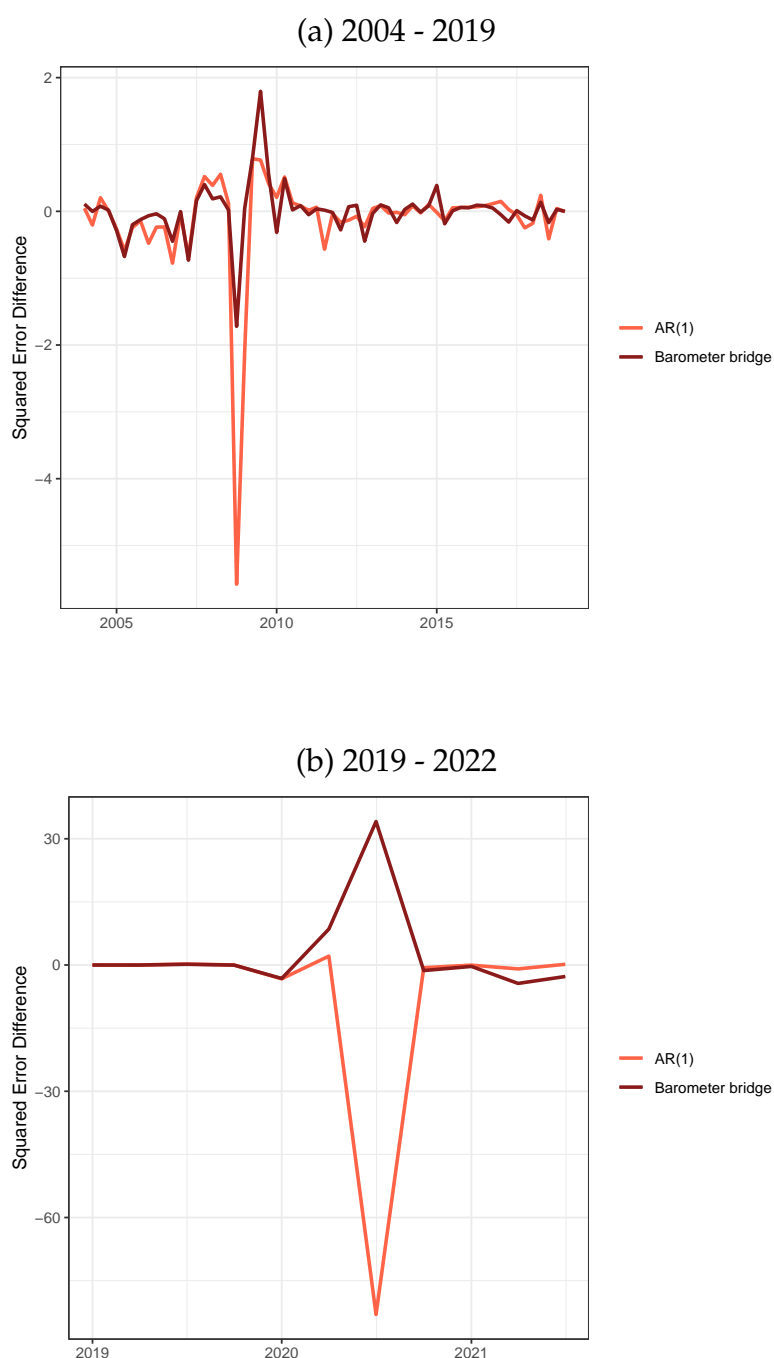 (a) 2004 - 2019
2
0
−2
−4
Squared Error Difference
2005
2010
2015
AR(1)
Barometer bridge
(b) 2019 - 2022
30
0
−30
−60
Squared Error Difference
2019
2020
2021
AR(1)
Barometer bridge